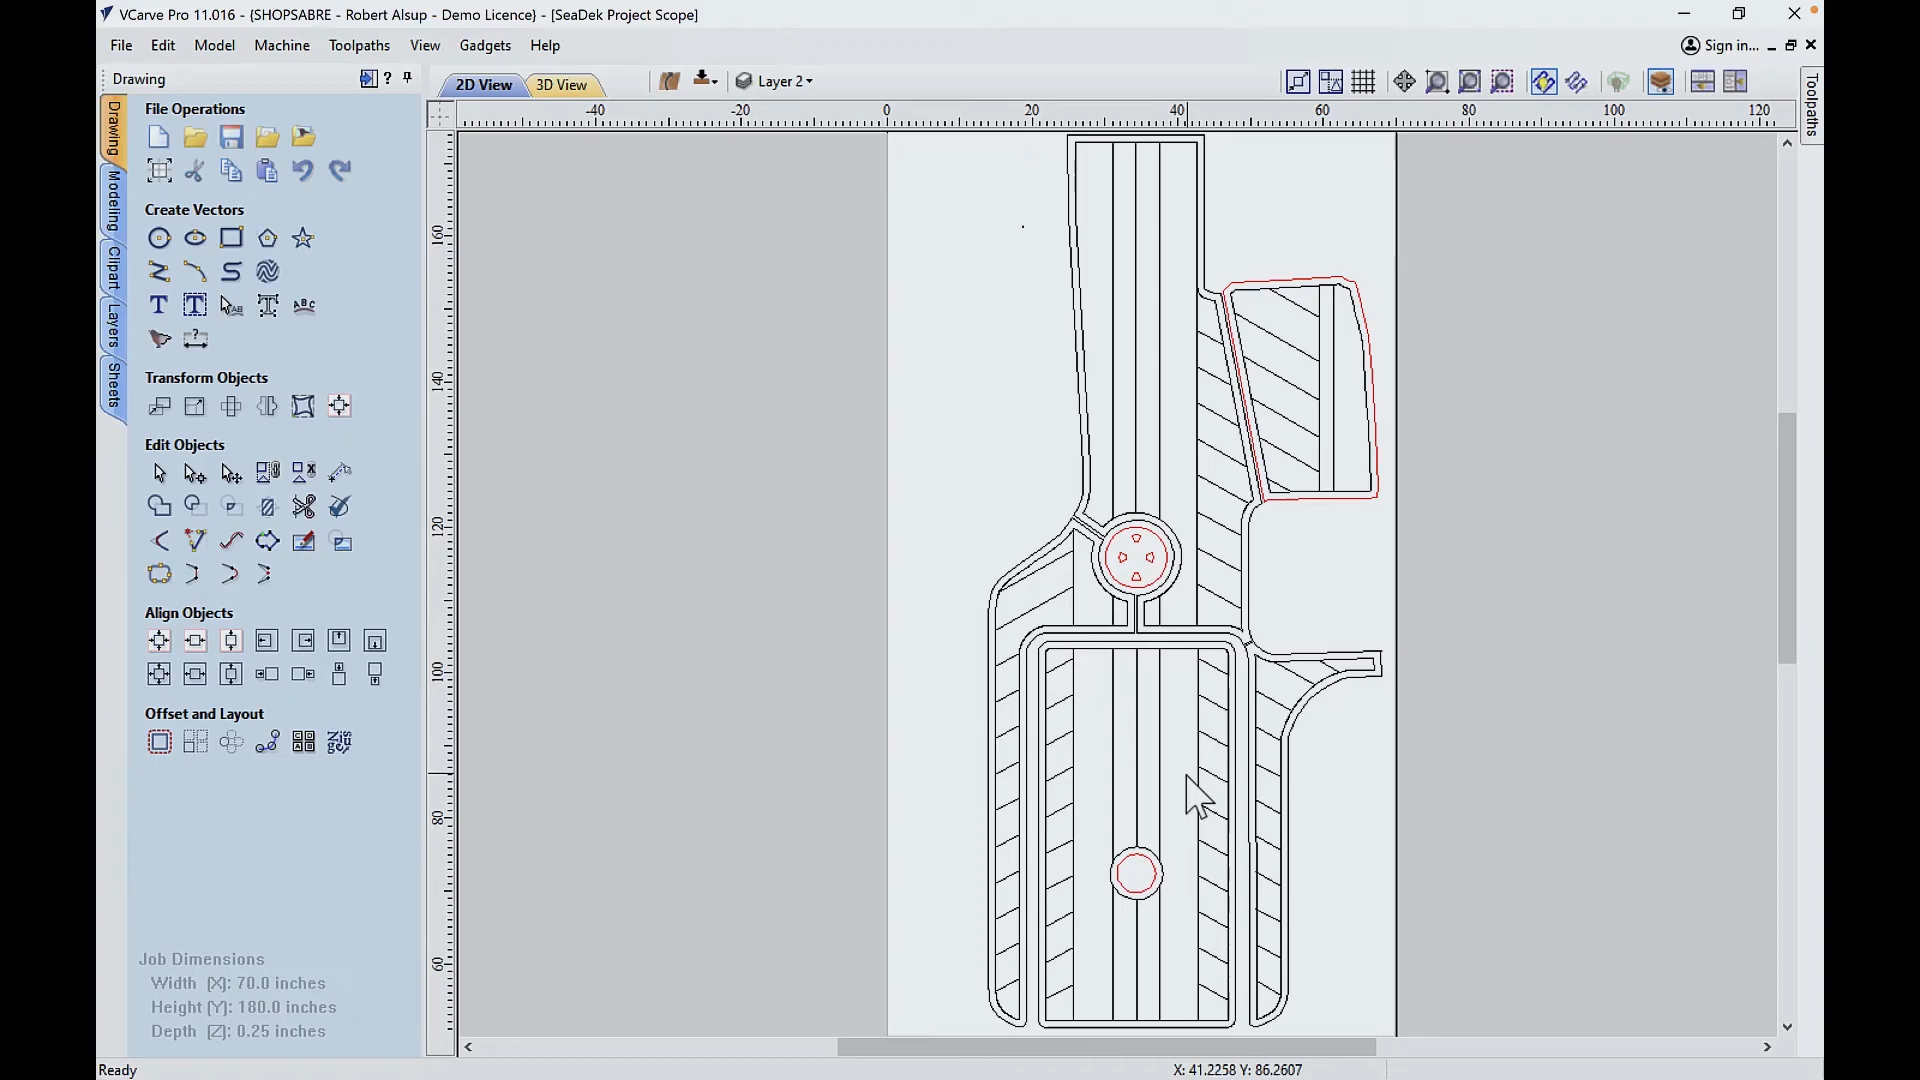 VCarve Pro 11.016 - {SHOPSABRE - Robert Alsup - Demo Licence} - [SeaDek Project Scope]
File Edit Model Machine Toolpaths View Gadgets Help
Sign in...
Drawing
2D View 3D View
Layer 2
-40 -20 0 20 40 60 80 100 120
160
140
120
100
80
60
Drawing
Modeling
Clipart
Layers
Sheets
File Operations
Create Vectors
Transform Objects
Edit Objects
Align Objects
Offset and Layout
Job Dimensions
Width (X): 70.0 inches
Height (Y): 180.0 inches
Depth (Z): 0.25 inches
Toolpaths
Ready
X: 41.2258 Y: 86.2607